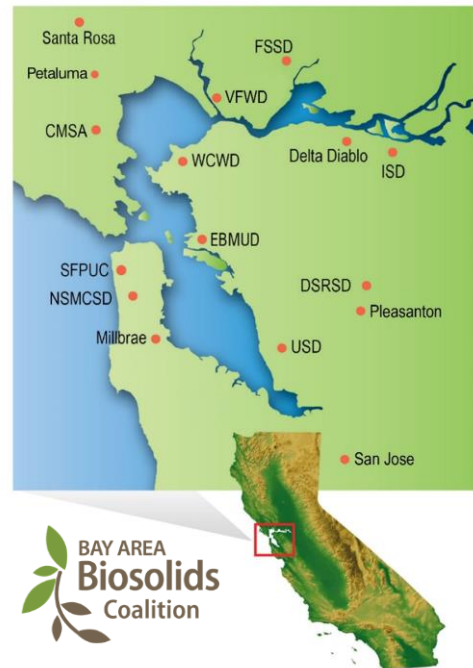 Santa Rosa
FSSD
Petaluma
VFWD
CMSA
Delta Diablo
WCWD
ISD
EBMUD
SFPUC
DSRSD
NSMCSD
Pleasanton
Millbrae
USD
San Jose
BAY AREA
Biosolids
Coalition